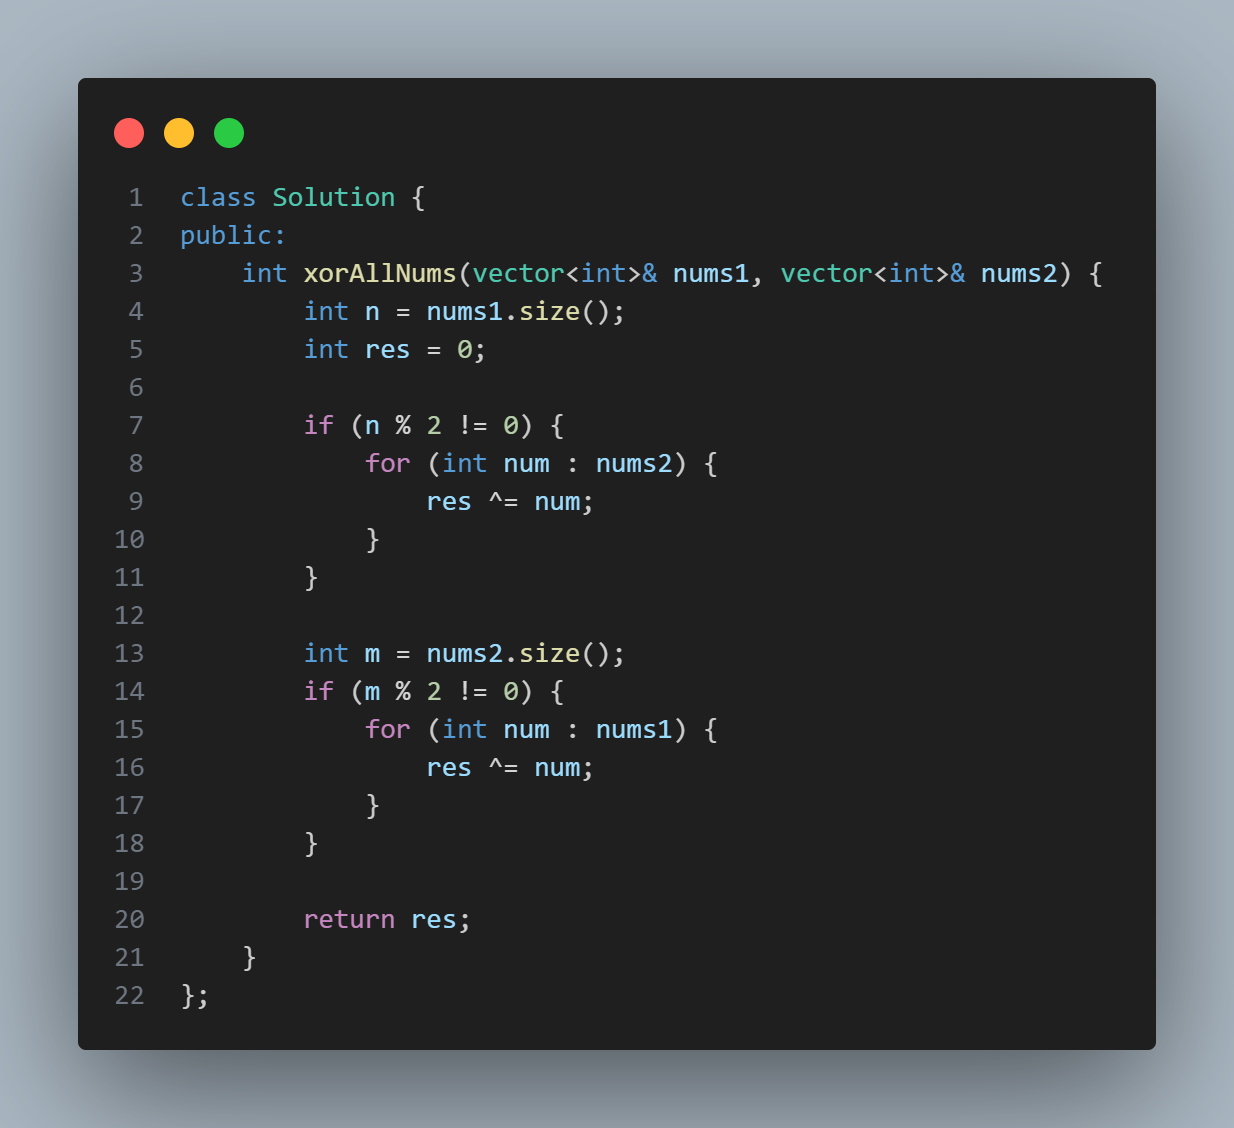 1 class Solution {
2 public:
3     int xorAllNums(vector<int>& nums1, vector<int>& nums2) {
4         int n = nums1.size();
5         int res = 0;
6
7         if (n % 2 != 0) {
8             for (int num : nums2) {
9                 res ^= num;
10             }
11         }
12
13         int m = nums2.size();
14         if (m % 2 != 0) {
15             for (int num : nums1) {
16                 res ^= num;
17             }
18         }
19
20         return res;
21     }
22 };